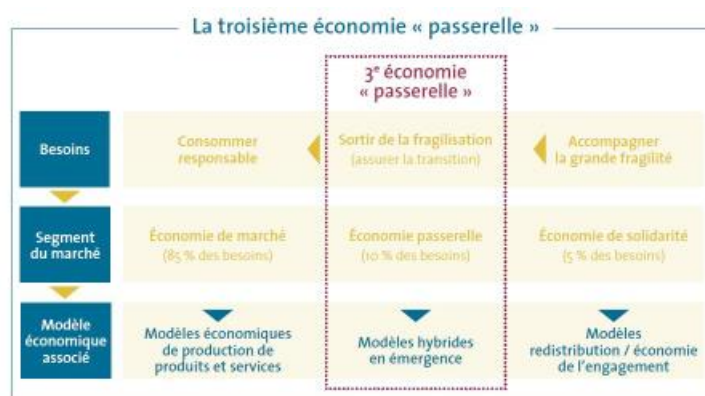 La troisième économie « passerelle »
3e économie
« passerelle »
Besoins
Consommer
responsable
Sortir de la fragilisation
(assurer la transition)
Accompagner
la grande fragilité
Segment
du marché
Économie de marché
(85 % des besoins)
Économie passerelle
(10 % des besoins)
Économie de solidarité
(5 % des besoins)
Modèle
économique
associé
Modèles économiques
de production de
produits et services
Modèles hybrides
en émergence
Modèles
redistribution / économie
de l'engagement